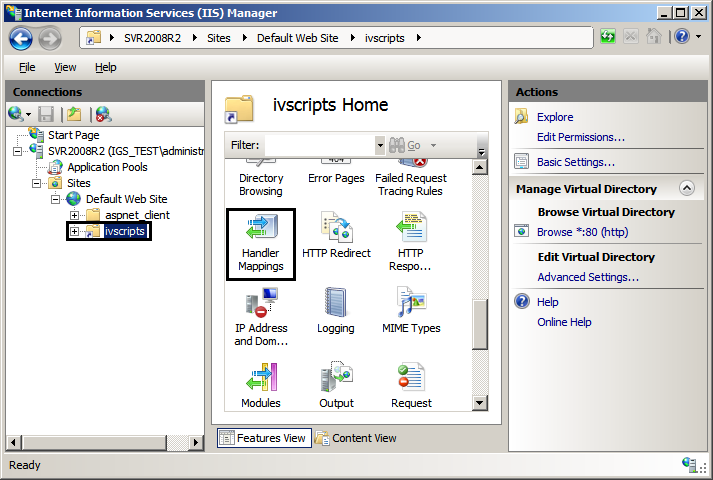 Internet Information Services (IIS) Manager
SVR2008R2 Sites Default Web Site ivscripts
File View Help
Connections
Start Page
SVR2008R2 (IGS_TEST\administr
Application Pools
Sites
Default Web Site
aspnet_client
ivscripts
ivscripts Home
Filter: Go
Directory Browsing
Error Pages
Failed Request Tracing Rules
Handler Mappings
HTTP Redirect
HTTP Respo...
IP Address and Dom...
Logging
MIME Types
Modules
Output
Request
Features View
Content View
Actions
Explore
Edit Permissions...
Basic Settings...
Manage Virtual Directory
Browse Virtual Directory
Browse *:80 (http)
Edit Virtual Directory
Advanced Settings...
Help
Online Help
Ready